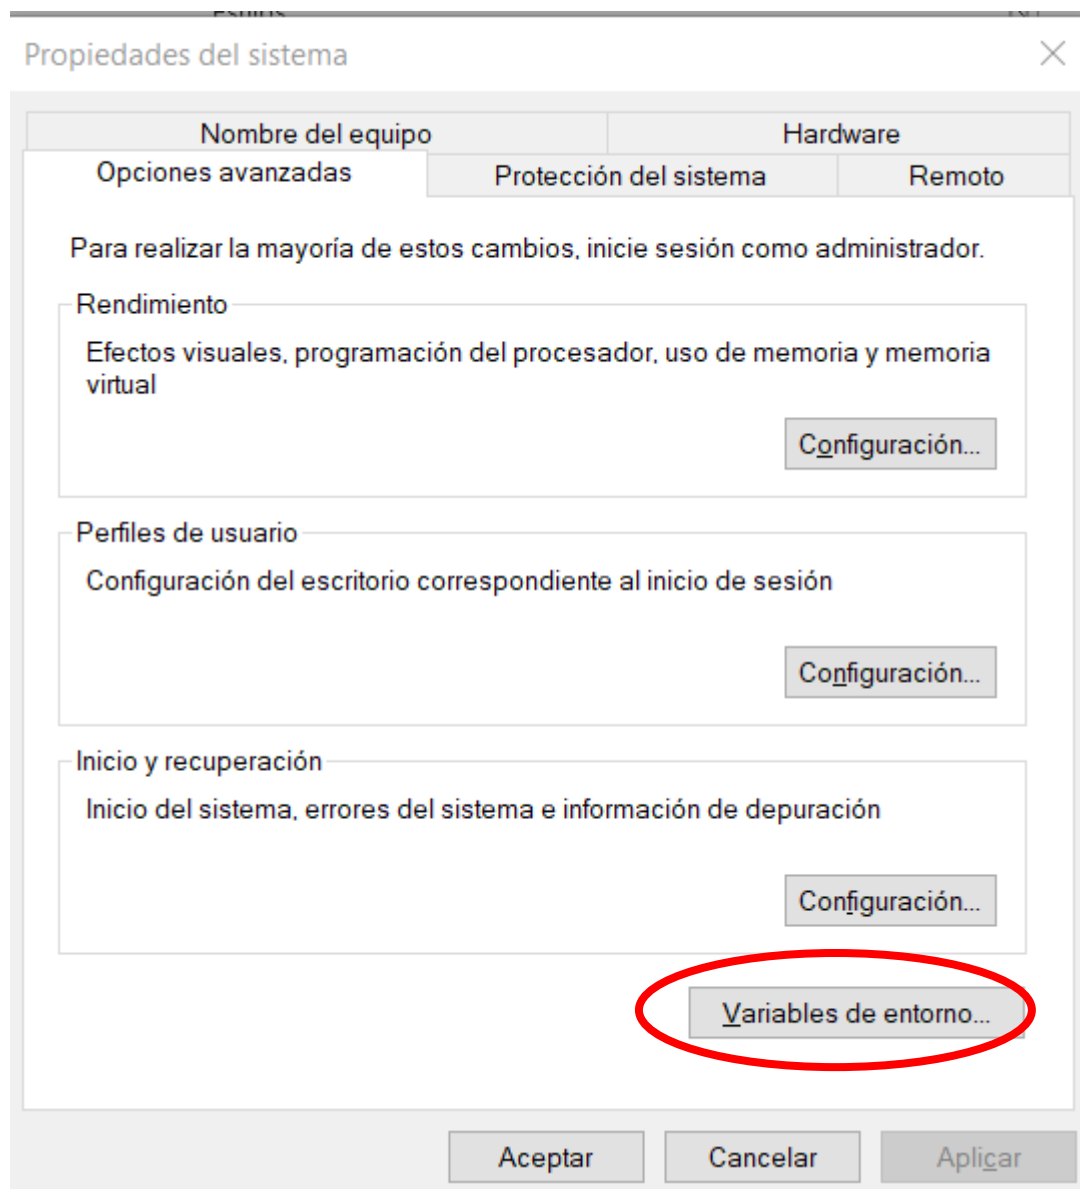 Propiedades del sistema
Nombre del equipo
Hardware
Opciones avanzadas
Protección del sistema
Remoto
Para realizar la mayoría de estos cambios, inicie sesión como administrador.
Rendimiento
Efectos visuales, programación del procesador, uso de memoria y memoria
virtual
Configuración...
Perfiles de usuario
Configuración del escritorio correspondiente al inicio de sesión
Configuración...
Inicio y recuperación
Inicio del sistema, errores del sistema e información de depuración
Configuración...
Variables de entorno...
Aceptar
Cancelar
Aplicar